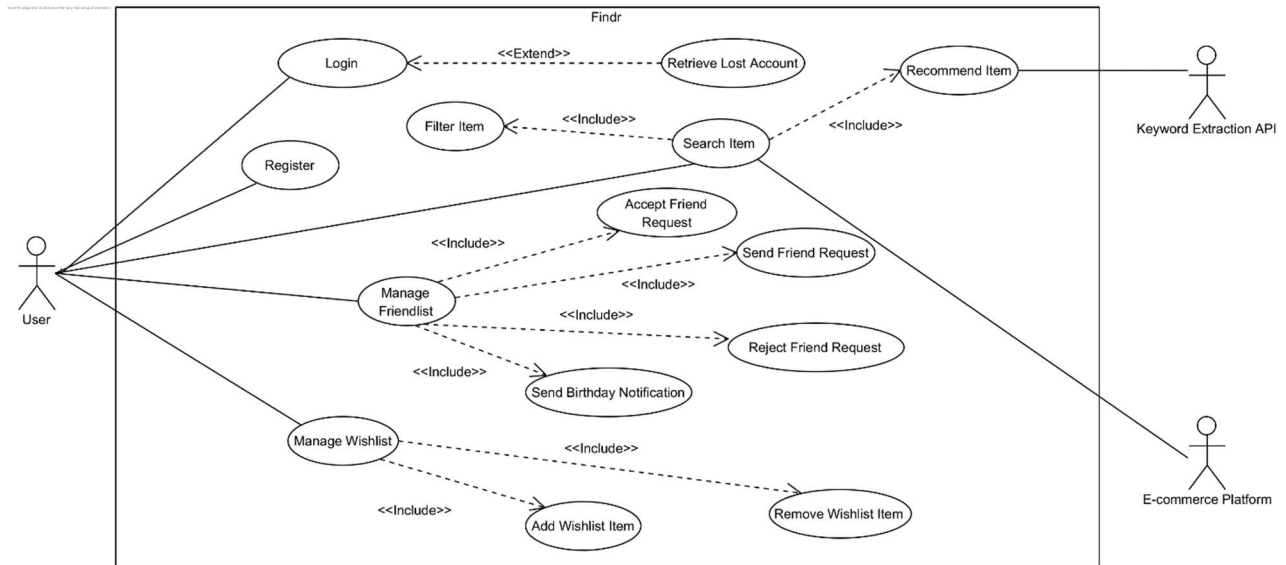 Findr
Login
<<Extend>>
Retrieve Lost Account
Recommend Item
Filter Item
<<Include>>
Search Item
<<Include>>
Keyword Extraction API
Register
Accept Friend
Request
<<Include>>
Send Friend Request
<<Include>>
Manage
Friendlist
User
Reject Friend Request
<<Include>>
Send Birthday Notification
Manage Wishlist
<<Include>>
<<Include>>
Add Wishlist Item
Remove Wishlist Item
E-commerce Platform